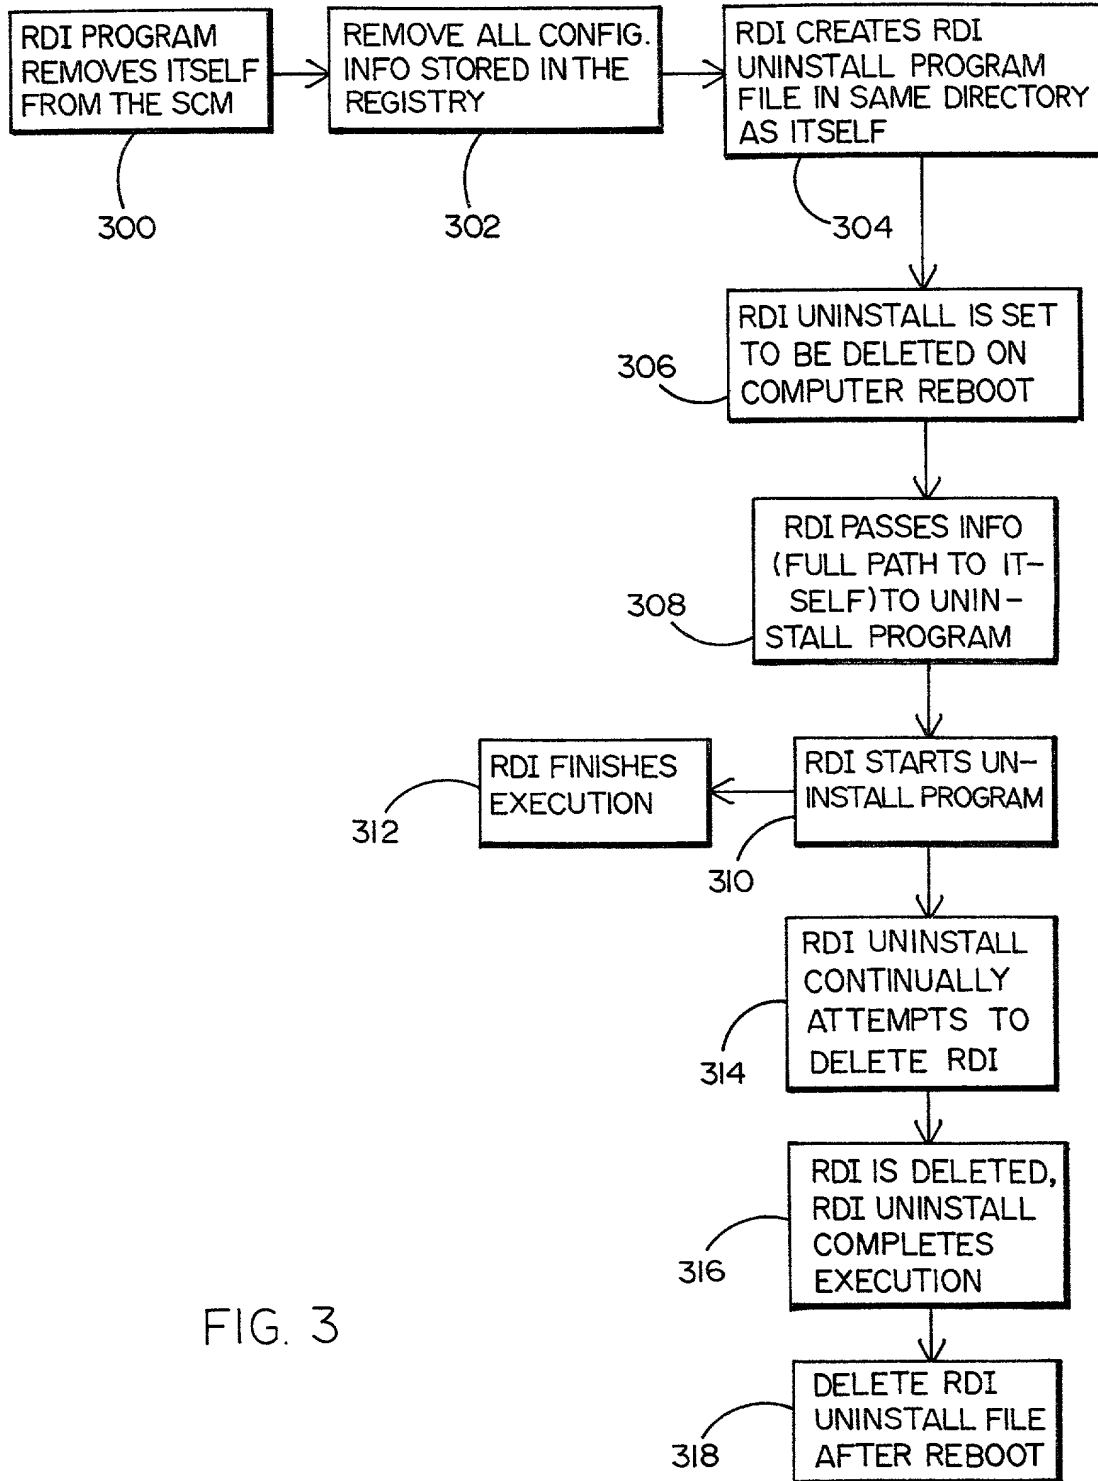 RDI PROGRAM
REMOVES ITSELF
FROM THE SCM
300
REMOVE ALL CONFIG.
INFO STORED IN THE
REGISTRY
302
RDI CREATES RDI
UNINSTALL PROGRAM
FILE IN SAME DIRECTORY
AS ITSELF
304
RDI UNINSTALL IS SET
TO BE DELETED ON
COMPUTER REBOOT
306
RDI PASSES INFO
(FULL PATH TO IT-
SELF) TO UNIN-
STALL PROGRAM
308
RDI STARTS UN-
INSTALL PROGRAM
310
RDI FINISHES
EXECUTION
312
RDI UNINSTALL
CONTINUALLY
ATTEMPTS TO
DELETE RDI
314
RDI IS DELETED,
RDI UNINSTALL
COMPLETES
EXECUTION
316
DELETE RDI
UNINSTALL FILE
AFTER REBOOT
318
FIG. 3